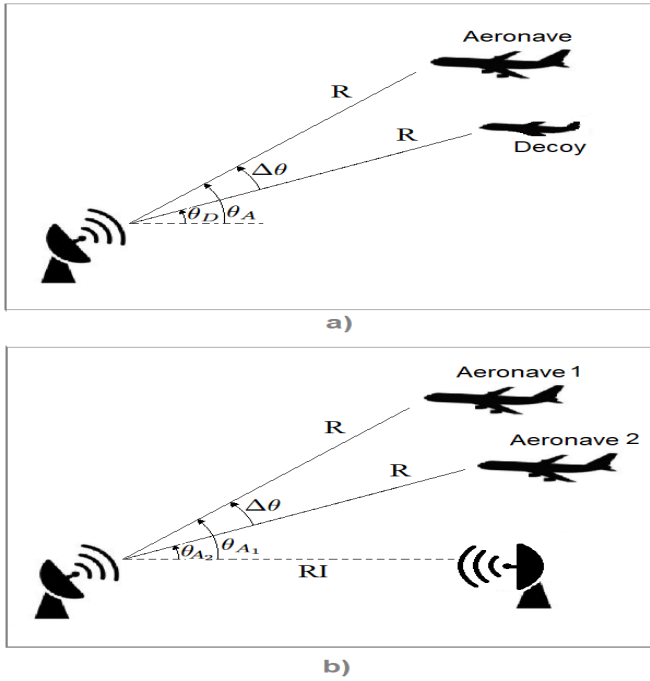 Aeronave
R
R
Decoy
Δθ
θD
θA
a)
Aeronave 1
Aeronave 2
R
R
Δθ
θA2
θA1
RI
b)